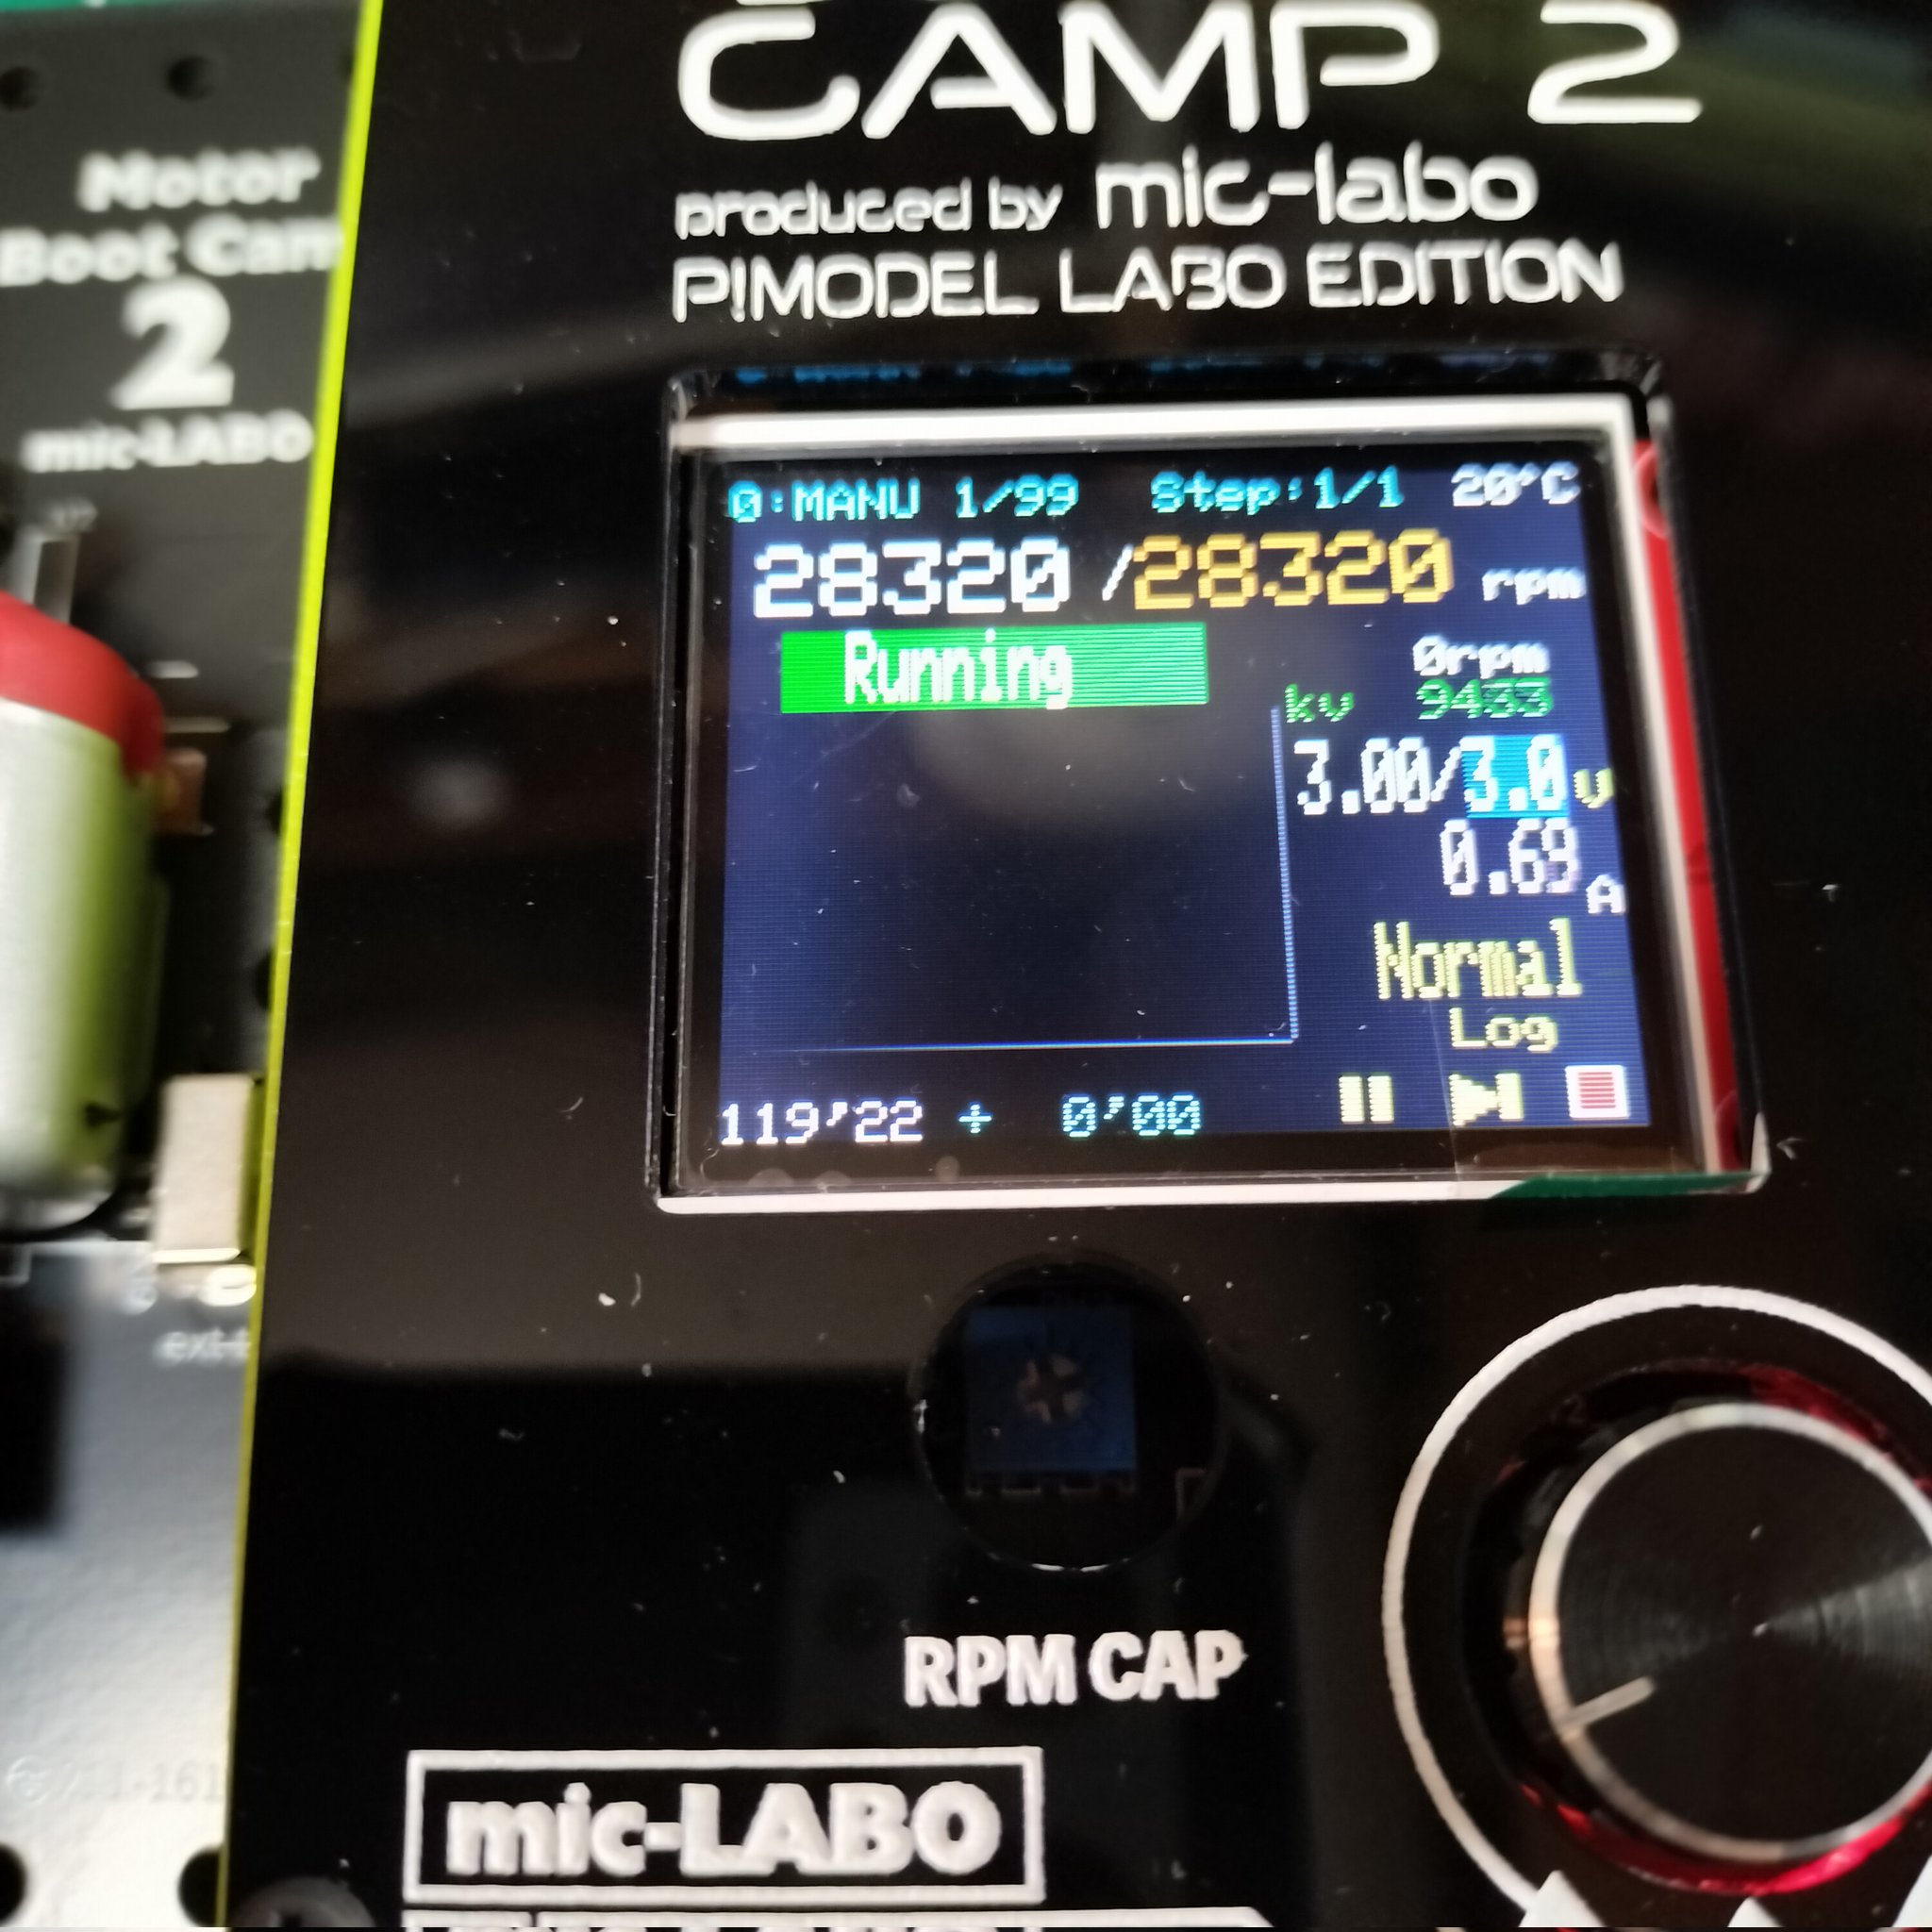 CAMP 2
produced by mic-labo
P!MODEL LABO EDITION
Motor
Boot Cam
2
mic-LABO
0:MANU 1/99 Step:1/1 20°C
28320 /28320 rpm
Running
0rpm
kv 9433
3.00/3.0 v
0.69 A
Normal
Log
119'22 + 0'00
ext-
RPM CAP
mic-LABO